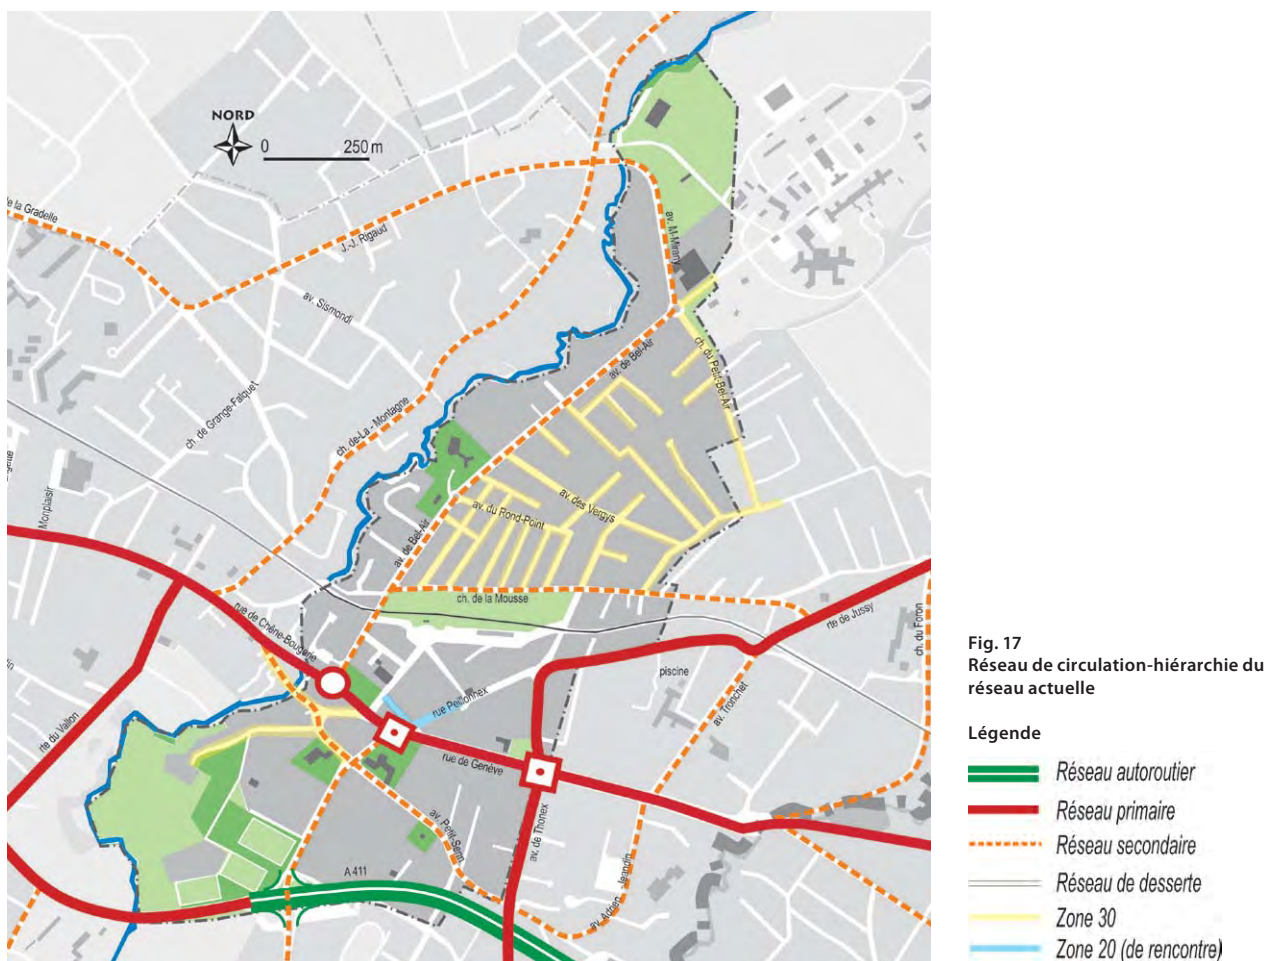 NORD
0 250 m
de la Gradelle
J.-J. Rigaud
av. Sismondi
av. M-Mirany
ch. de Grange-Falquet
ch. de-La - Montagne
av. de Bel-Air
ch. du Petit-Bel-Air
Monplaisir
av. du Rond-Point
av. des Vergys
av. de Bel-Air
ch. de la Mousse
rue de Chêne-Bougerie
rte de Jussy
ch. du Foron
piscine
rue Peillonnex
av. Tronchet
rte du Vallon
rue de Genève
av. Petit-Senn
av. de Thonex
A 411
av. Adrien Jeandin
Fig. 17
Réseau de circulation-hiérarchie du
réseau actuelle
Légende
Réseau autoroutier
Réseau primaire
Réseau secondaire
Réseau de desserte
Zone 30
Zone 20 (de rencontre)